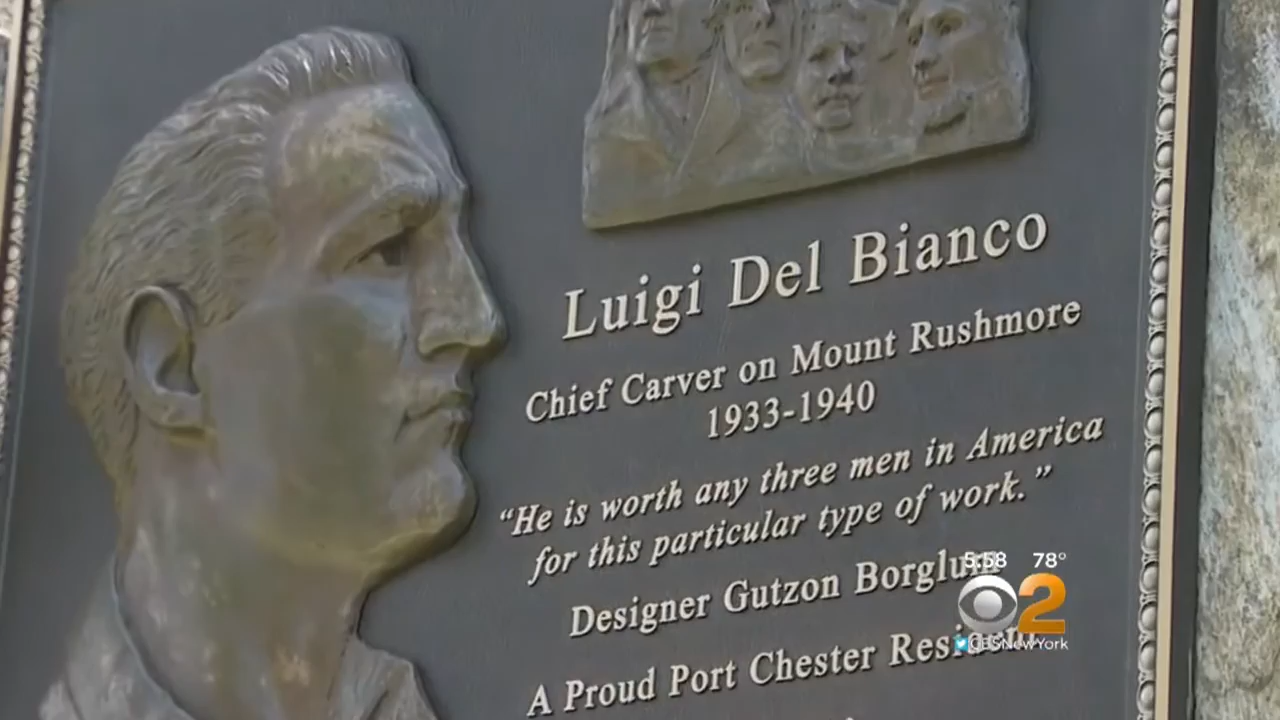 Luigi Del Bianco
Chief Carver on Mount Rushmore
1933-1940
“He is worth any three men in America
for this particular type of work.”
Designer Gutzon Borglum
A Proud Port Chester Resident
5:58 78°
2
@CBSNewYork